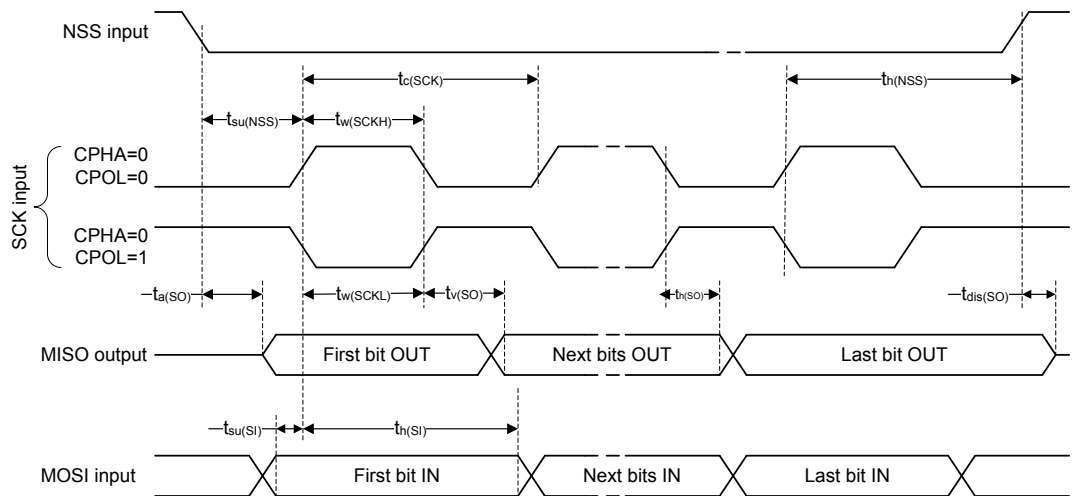 NSS input
tc(SCK)
th(NSS)
tsu(NSS)
tw(SCKH)
SCK input
CPHA=0
CPOL=0
CPHA=0
CPOL=1
ta(SO)
tw(SCKL)
tv(SO)
th(SO)
tdis(SO)
MISO output
First bit OUT
Next bits OUT
Last bit OUT
tsu(SI)
th(SI)
MOSI input
First bit IN
Next bits IN
Last bit IN